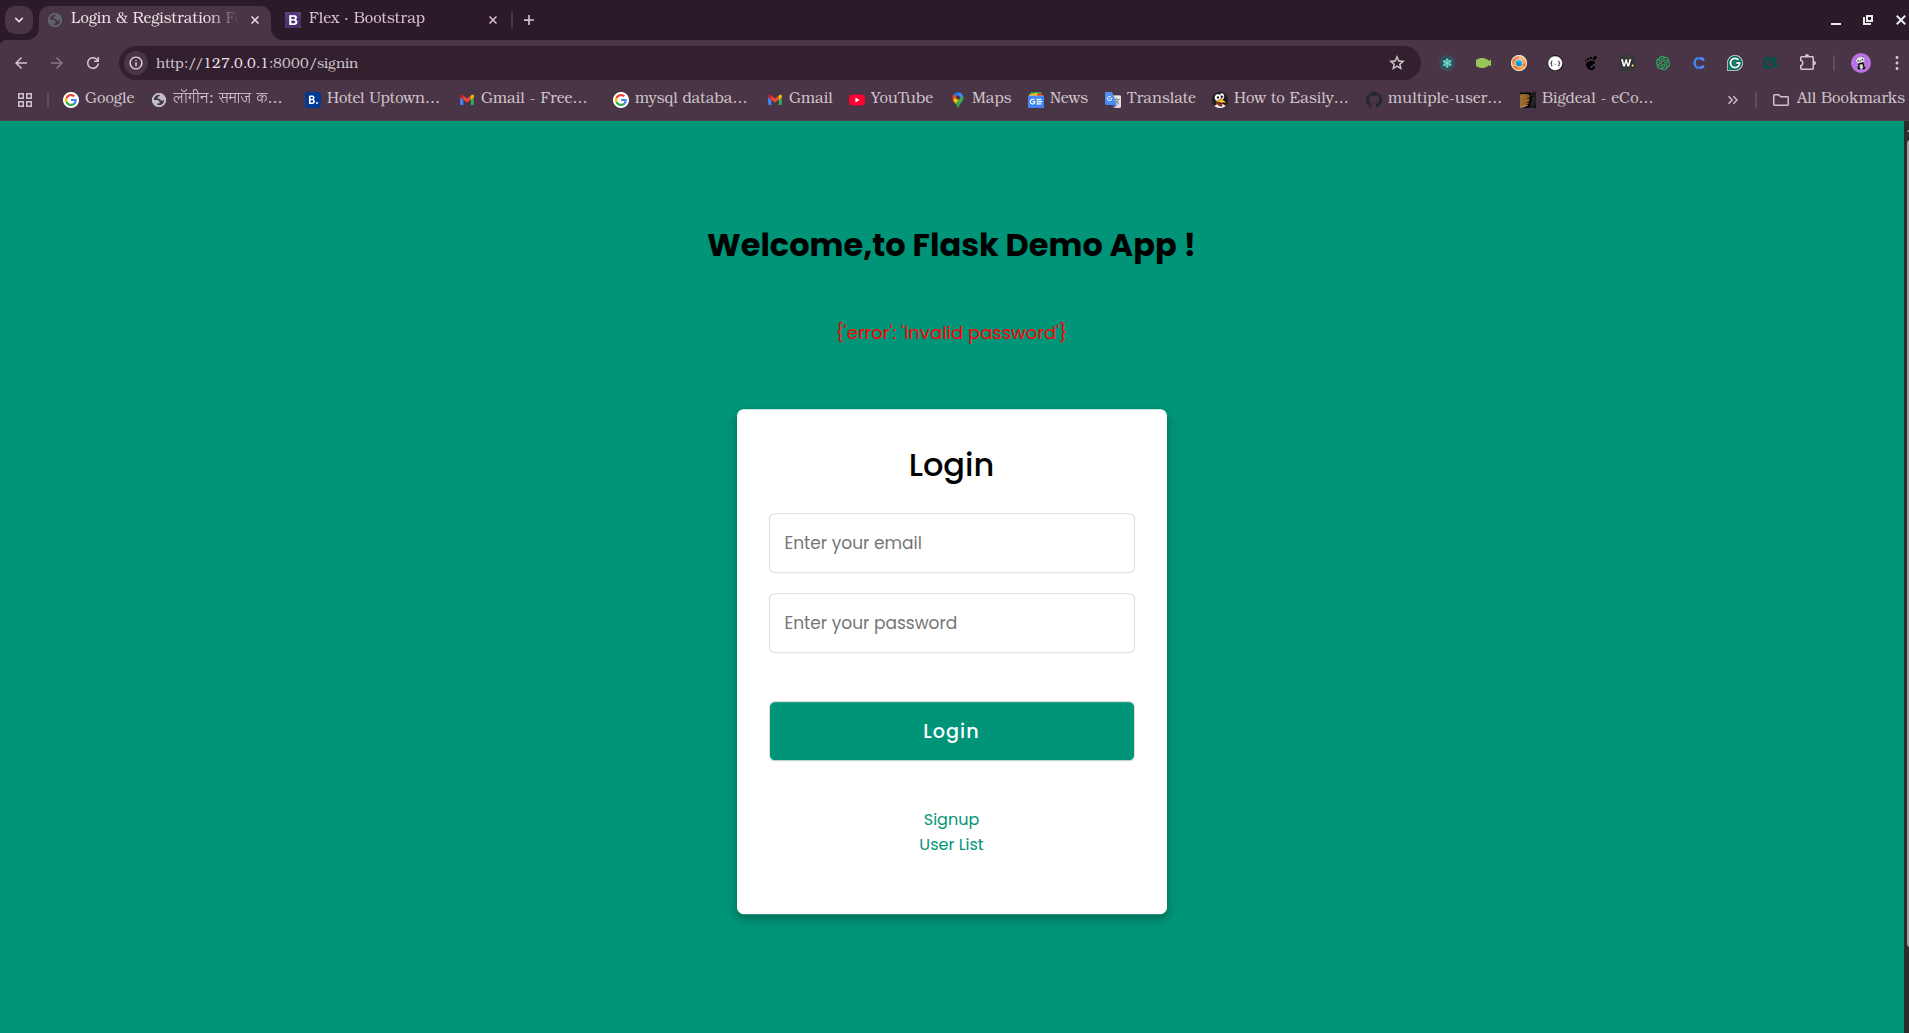 Login & Registration F
Flex · Bootstrap
http://127.0.0.1:8000/signin
Google
लॉगीन: समाज क...
Hotel Uptown...
Gmail - Free...
mysql databa...
Gmail
YouTube
Maps
News
Translate
How to Easily...
multiple-user...
Bigdeal - eCo...
All Bookmarks
Welcome,to Flask Demo App !
{'error': 'Invalid password'}
Login
Enter your email
Enter your password
Login
Signup
User List